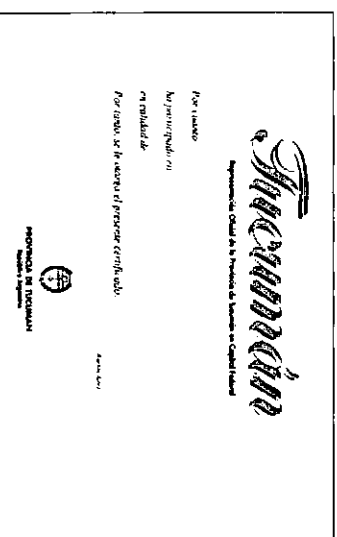 Tucumán
Representación Oficial de la Provincia de Tucumán en Capital Federal
Por cuanto
ha participado en
en calidad de
Por tanto, se le otorga el presente certificado.
PROVINCIA DE TUCUMAN
República Argentina